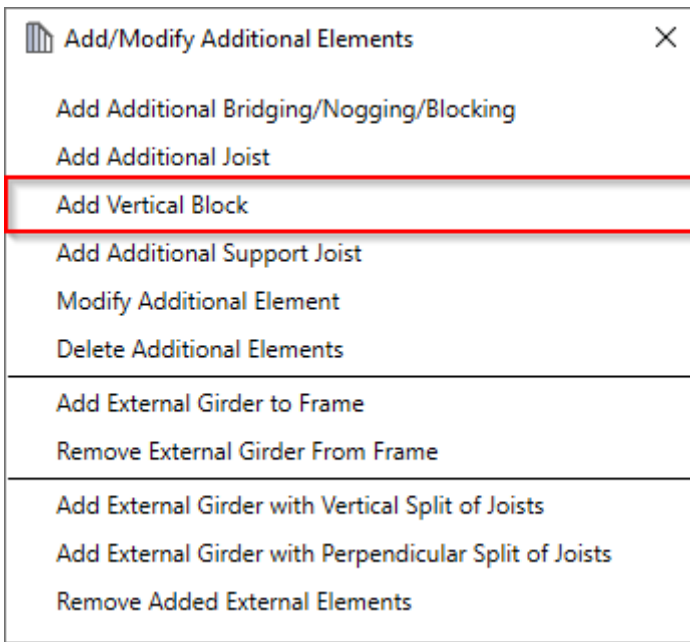 Add/Modify Additional Elements
Add Additional Bridging/Nogging/Blocking
Add Additional Joist
Add Vertical Block
Add Additional Support Joist
Modify Additional Element
Delete Additional Elements
Add External Girder to Frame
Remove External Girder From Frame
Add External Girder with Vertical Split of Joists
Add External Girder with Perpendicular Split of Joists
Remove Added External Elements